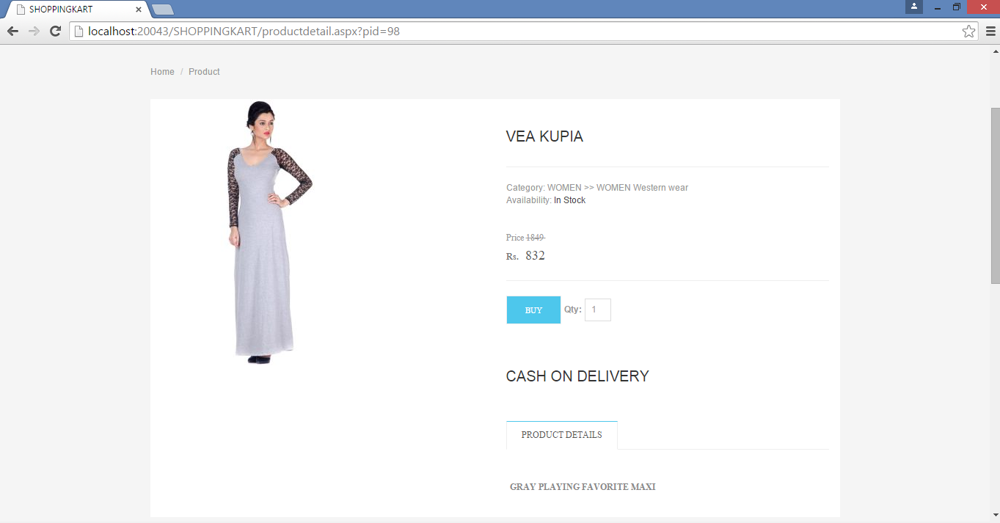 SHOPPINGKART
localhost:20043/SHOPPINGKART/productdetail.aspx?pid=98
Home / Product
VEA KUPIA
Category: WOMEN >> WOMEN Western wear
Availability: In Stock
Price 1849
Rs. 832
BUY Qty: 1
CASH ON DELIVERY
PRODUCT DETAILS
GRAY PLAYING FAVORITE MAXI